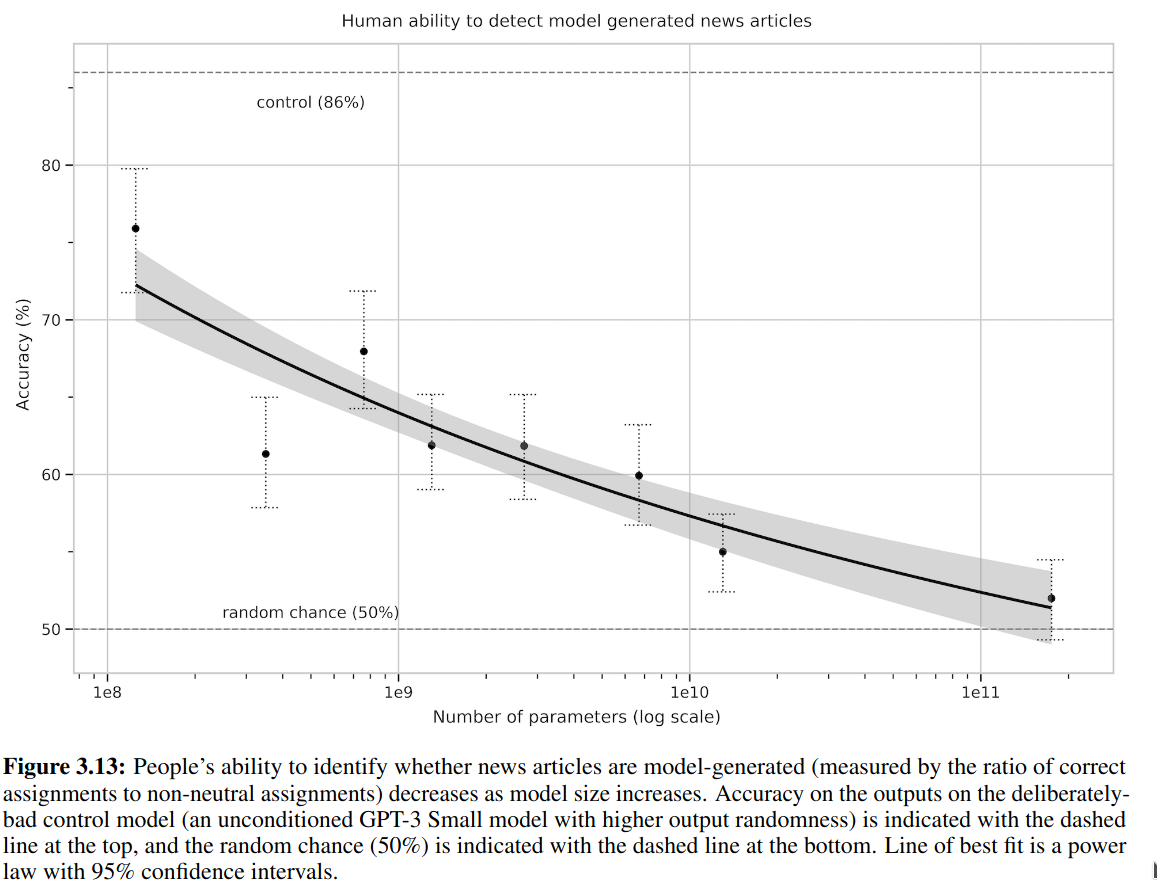 Human ability to detect model generated news articles
control (86%)
80
70
60
50
Accuracy (%)
random chance (50%)
1e8 1e9 1e10 1e11
Number of parameters (log scale)
Figure 3.13: People’s ability to identify whether news articles are model-generated (measured by the ratio of correct
assignments to non-neutral assignments) decreases as model size increases. Accuracy on the outputs on the deliberately-
bad control model (an unconditioned GPT-3 Small model with higher output randomness) is indicated with the dashed
line at the top, and the random chance (50%) is indicated with the dashed line at the bottom. Line of best fit is a power
law with 95% confidence intervals.